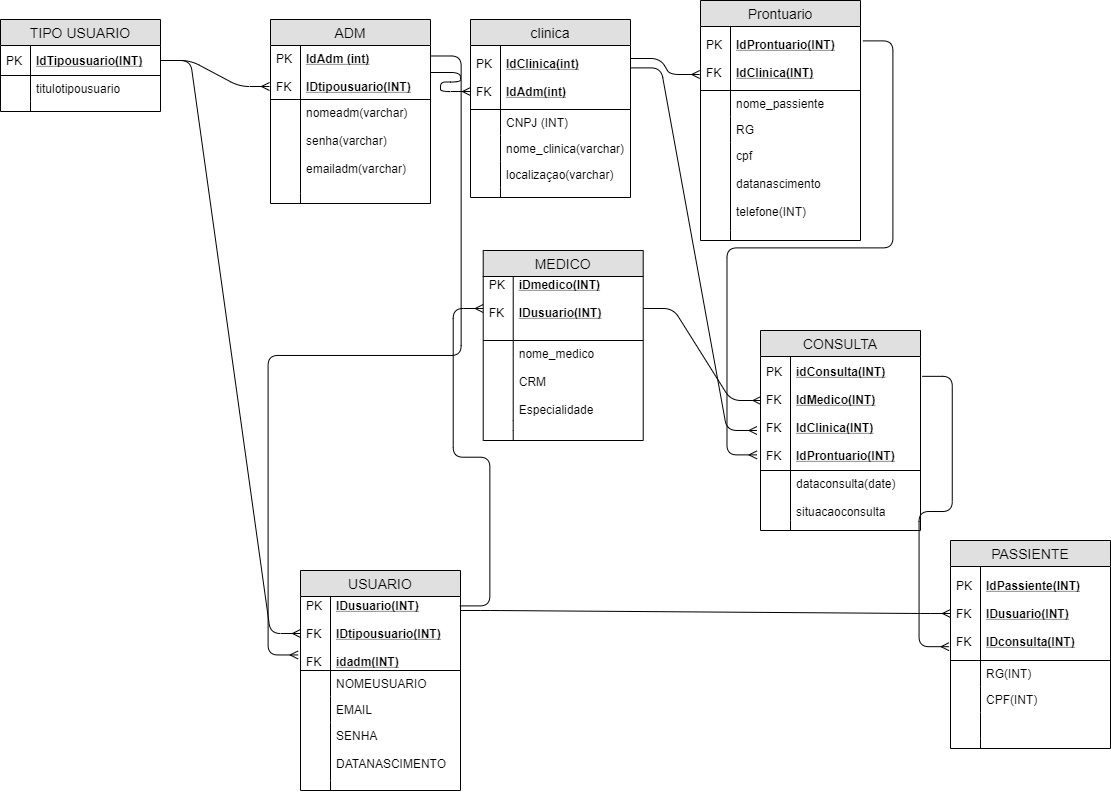 TIPO USUARIO
PK IdTipousuario(INT)
titulotipousuario
ADM
PK IdAdm (int)
FK IDtipousuario(INT)
nomeadm(varchar)
senha(varchar)
emailadm(varchar)
clinica
PK IdClinica(int)
FK IdAdm(int)
CNPJ (INT)
nome_clinica(varchar)
localizaçao(varchar)
Prontuario
PK IdProntuario(INT)
FK IdClinica(INT)
nome_passiente
RG
cpf
datanascimento
telefone(INT)
MEDICO
PK iDmedico(INT)
FK IDusuario(INT)
nome_medico
CRM
Especialidade
CONSULTA
PK idConsulta(INT)
FK IdMedico(INT)
FK IdClinica(INT)
FK IdProntuario(INT)
dataconsulta(date)
situacaoconsulta
USUARIO
PK IDusuario(INT)
FK IDtipousuario(INT)
FK idadm(INT)
NOMEUSUARIO
EMAIL
SENHA
DATANASCIMENTO
PASSIENTE
PK IdPassiente(INT)
FK IDusuario(INT)
FK IDconsulta(INT)
RG(INT)
CPF(INT)